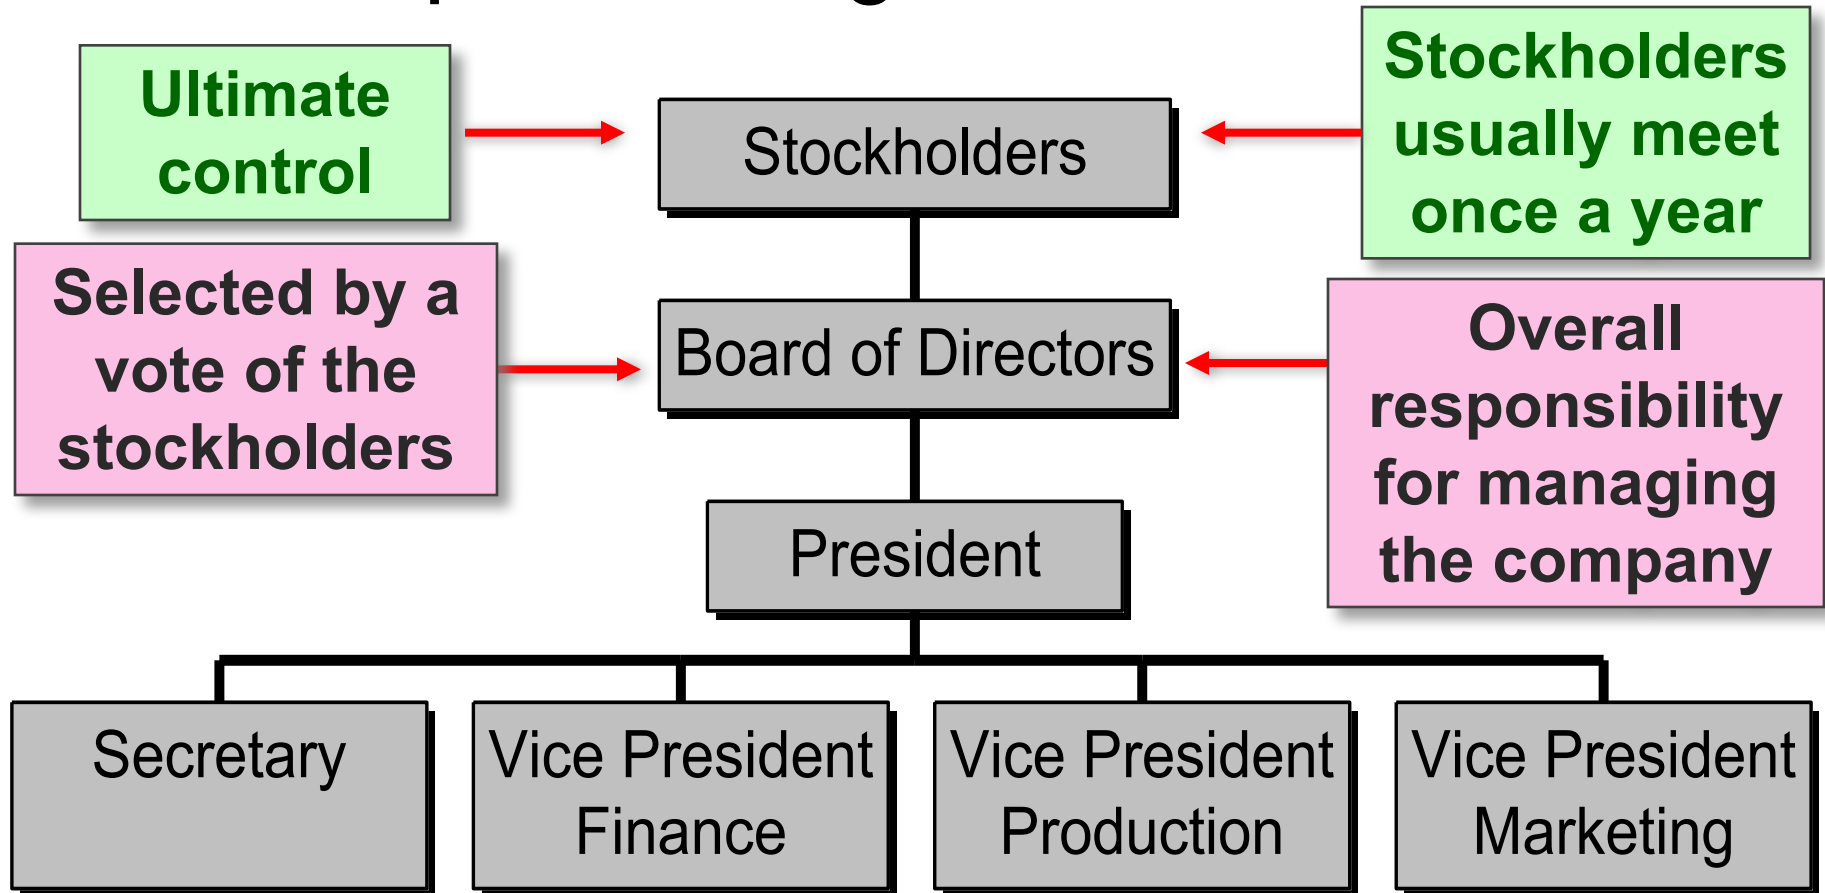 Ultimate
control
Stockholders
Stockholders
usually meet
once a year
Selected by a
vote of the
stockholders
Board of Directors
Overall
responsibility
for managing
the company
President
Secretary
Vice President
Finance
Vice President
Production
Vice President
Marketing